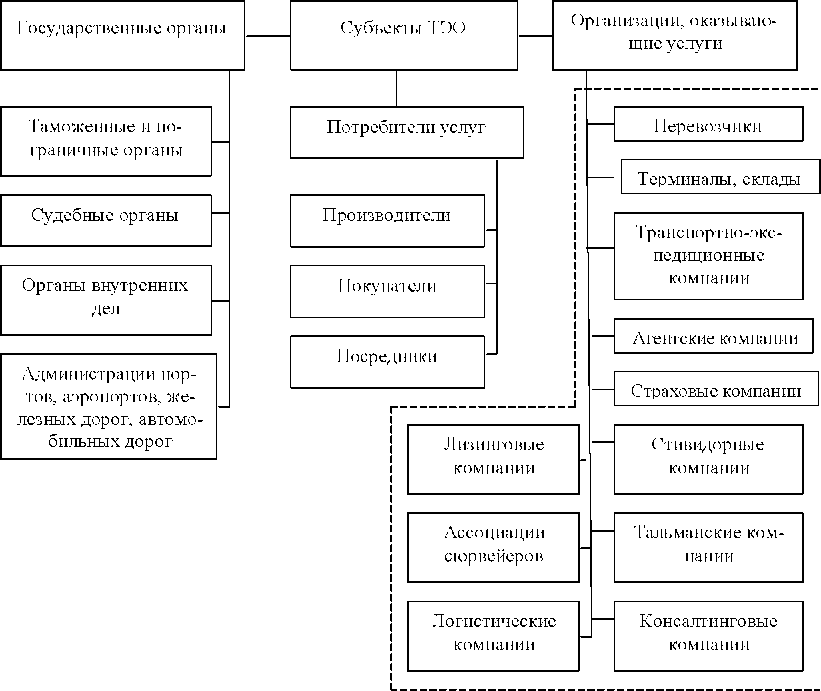 Государственные органы
Субъекты ТЭО
Организации, оказываю-
щие услуги
Таможенные и по-
граничные органы
Судебные органы
Органы внутренних
дел
Администрации пор-
тов, аэропортов, же-
лезных дорог, автомо-
бильных дорог
Потребители услуг
Производители
Покупатели
Посредники
Перевозчики
Терминалы, склады
Транспортно-экс-
педиционные
компании
Агентские компании
Страховые компании
Лизинговые
компании
Стивидорные
компании
Ассоциации
сюрвейеров
Тальманские ком-
пании
Логистические
компании
Консалтинговые
компании